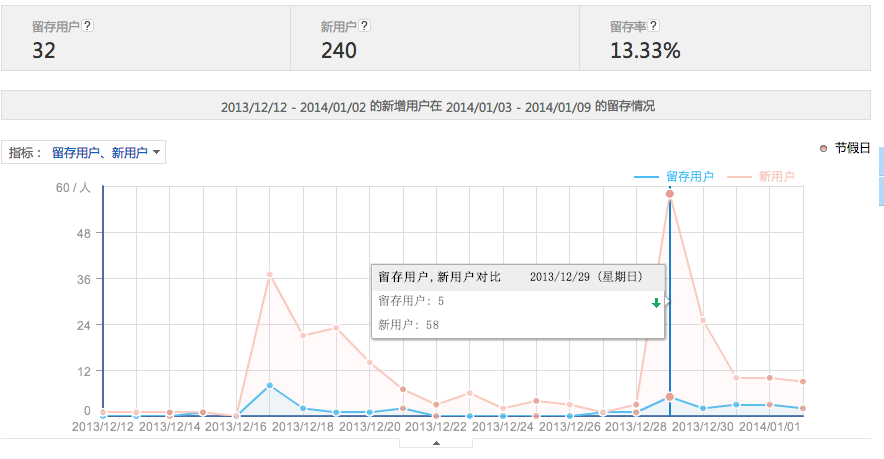 留存用户 ? 新用户 ? 留存率 ?
32 240 13.33%
2013/12/12 - 2014/01/02 的新增用户在 2014/01/03 - 2014/01/09 的留存情况
指标： 留存用户、新用户
节假日
留存用户 新用户
60 / 人
48
36
24
12
0
留存用户,新用户对比 2013/12/29 (星期日)
留存用户: 5
新用户: 58
2013/12/12 2013/12/14 2013/12/16 2013/12/18 2013/12/20 2013/12/22 2013/12/24 2013/12/26 2013/12/28 2013/12/30 2014/01/01